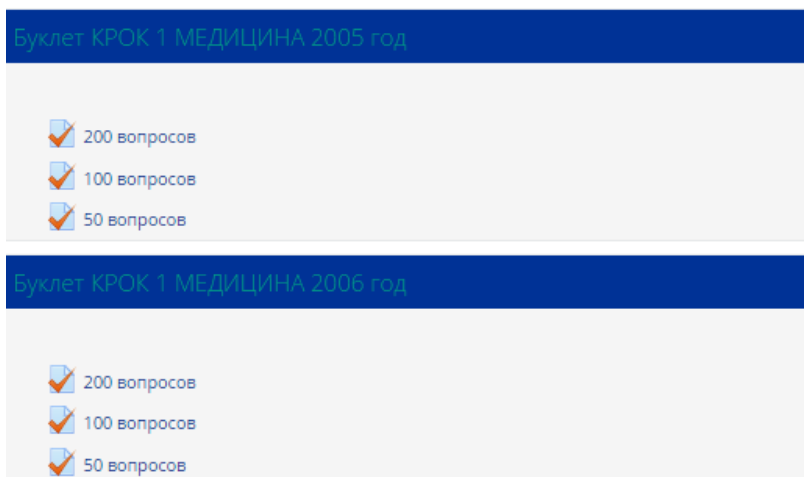 Буклет КРОК 1 МЕДИЦИНА 2005 год
200 вопросов
100 вопросов
50 вопросов
Буклет КРОК 1 МЕДИЦИНА 2006 год
200 вопросов
100 вопросов
50 вопросов